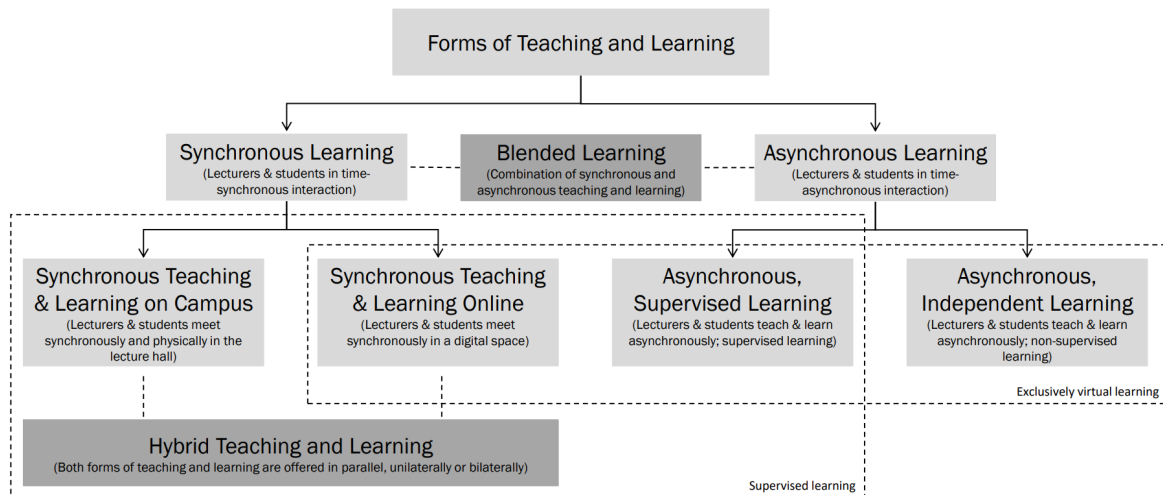 Forms of Teaching and Learning
Synchronous Learning
(Lecturers & students in time-
synchronous interaction)
Blended Learning
(Combination of synchronous and
asynchronous teaching and learning)
Asynchronous Learning
(Lecturers & students in time-
asynchronous interaction)
Synchronous Teaching
& Learning on Campus
(Lecturers & students meet
synchronously and physically in the
lecture hall)
Synchronous Teaching
& Learning Online
(Lecturers & students meet
synchronously in a digital space)
Asynchronous,
Supervised Learning
(Lecturers & students teach & learn
asynchronously; supervised learning)
Asynchronous,
Independent Learning
(Lecturers & students teach & learn
asynchronously; non-supervised
learning)
Exclusively virtual learning
Hybrid Teaching and Learning
(Both forms of teaching and learning are offered in parallel, unilaterally or bilaterally)
Supervised learning